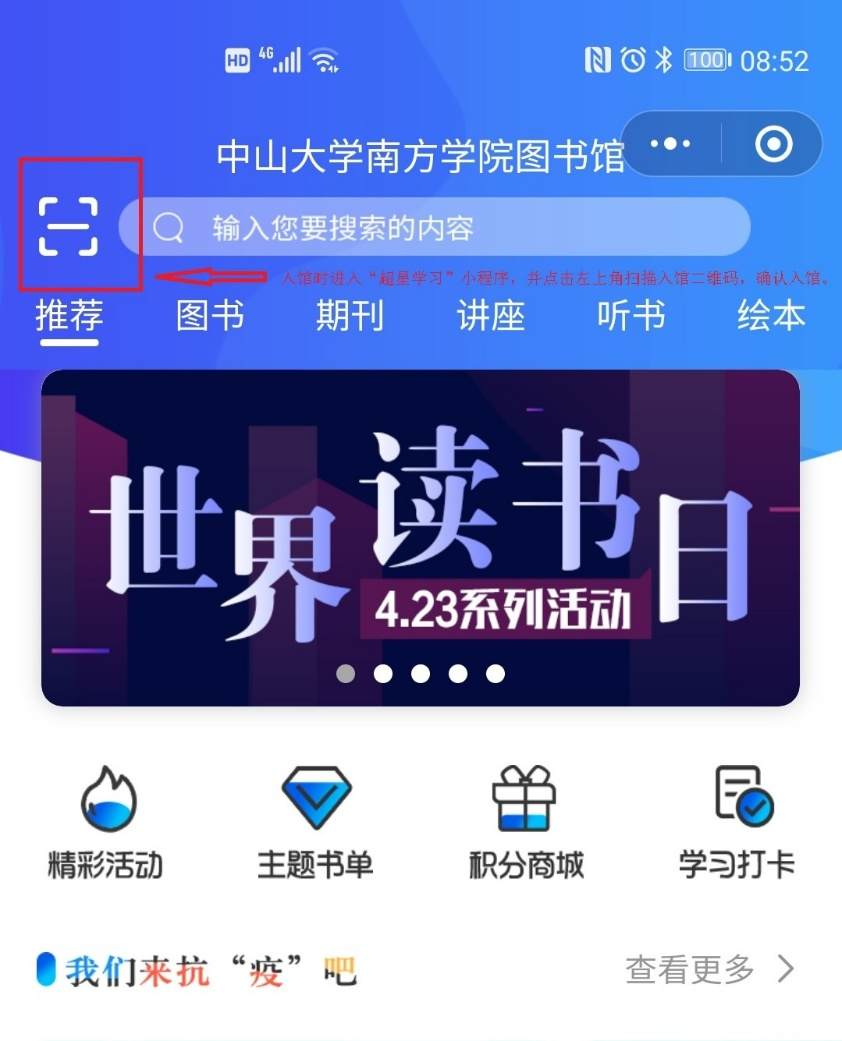 HD 4G 100 08:52
中山大学南方学院图书馆
输入您要搜索的内容
入馆时进入“超星学习”小程序，并点击左上角扫描入馆二维码，确认入馆、
推荐 图书 期刊 讲座 听书 绘本
世界读书日
4.23系列活动
精彩活动 主题书单 积分商城 学习打卡
我们来抗“疫”吧 查看更多